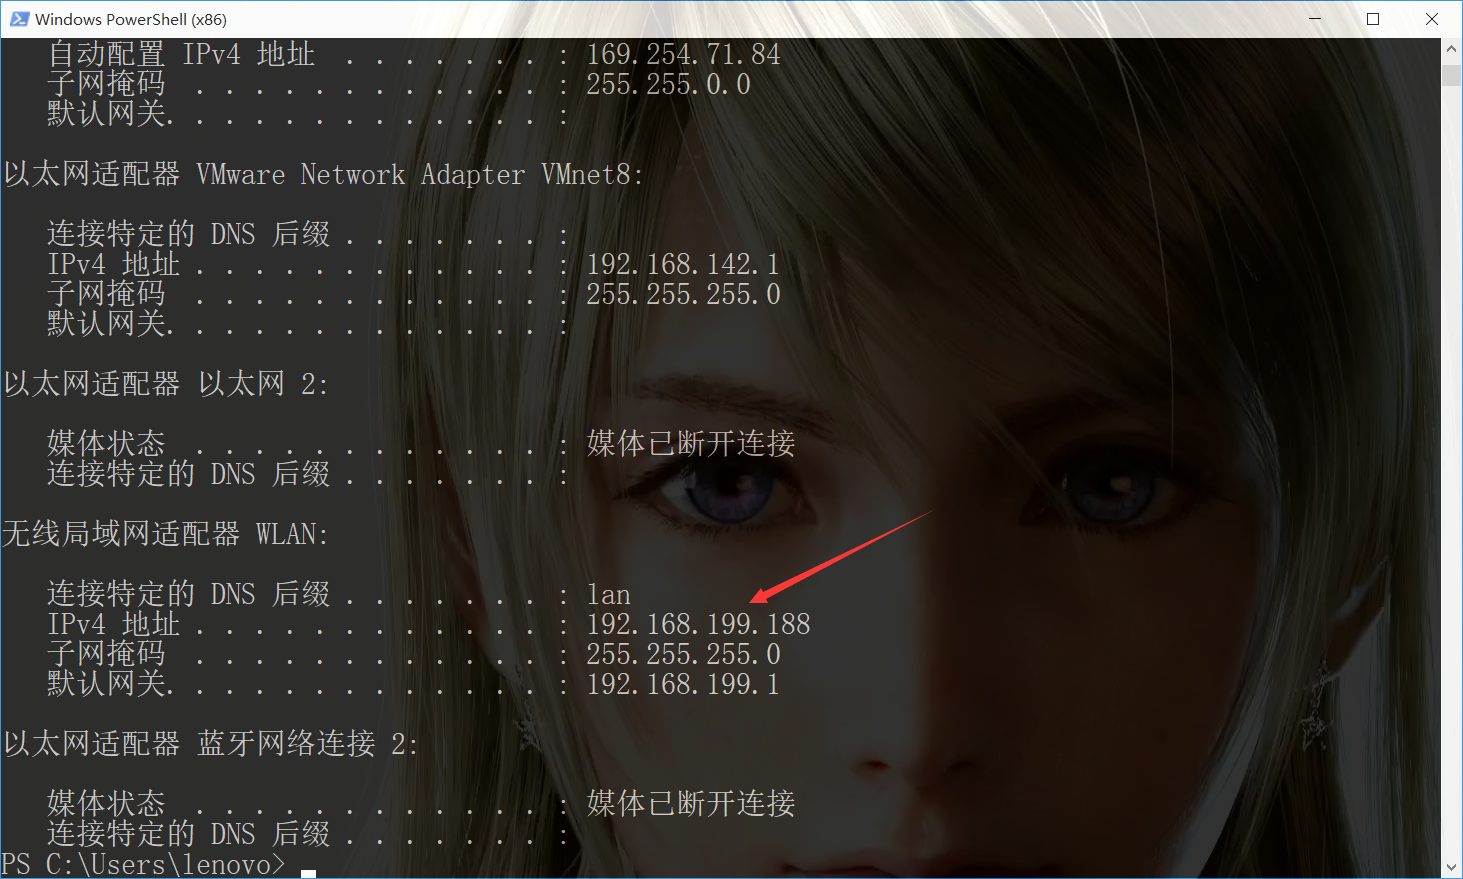 Windows PowerShell (x86)
自动配置 IPv4 地址 . . . . . . . : 169.254.71.84
子网掩码 . . . . . . . . . . . . : 255.255.0.0
默认网关. . . . . . . . . . . . . :
以太网适配器 VMware Network Adapter VMnet8:
连接特定的 DNS 后缀 . . . . . . . :
IPv4 地址 . . . . . . . . . . . . : 192.168.142.1
子网掩码 . . . . . . . . . . . . : 255.255.255.0
默认网关. . . . . . . . . . . . . :
以太网适配器 以太网 2:
媒体状态 . . . . . . . . . . . . : 媒体已断开连接
连接特定的 DNS 后缀 . . . . . . . :
无线局域网适配器 WLAN:
连接特定的 DNS 后缀 . . . . . . . : lan
IPv4 地址 . . . . . . . . . . . . : 192.168.199.188
子网掩码 . . . . . . . . . . . . : 255.255.255.0
默认网关. . . . . . . . . . . . . : 192.168.199.1
以太网适配器 蓝牙网络连接 2:
媒体状态 . . . . . . . . . . . . : 媒体已断开连接
连接特定的 DNS 后缀 . . . . . . . :
PS C:\Users\lenovo>